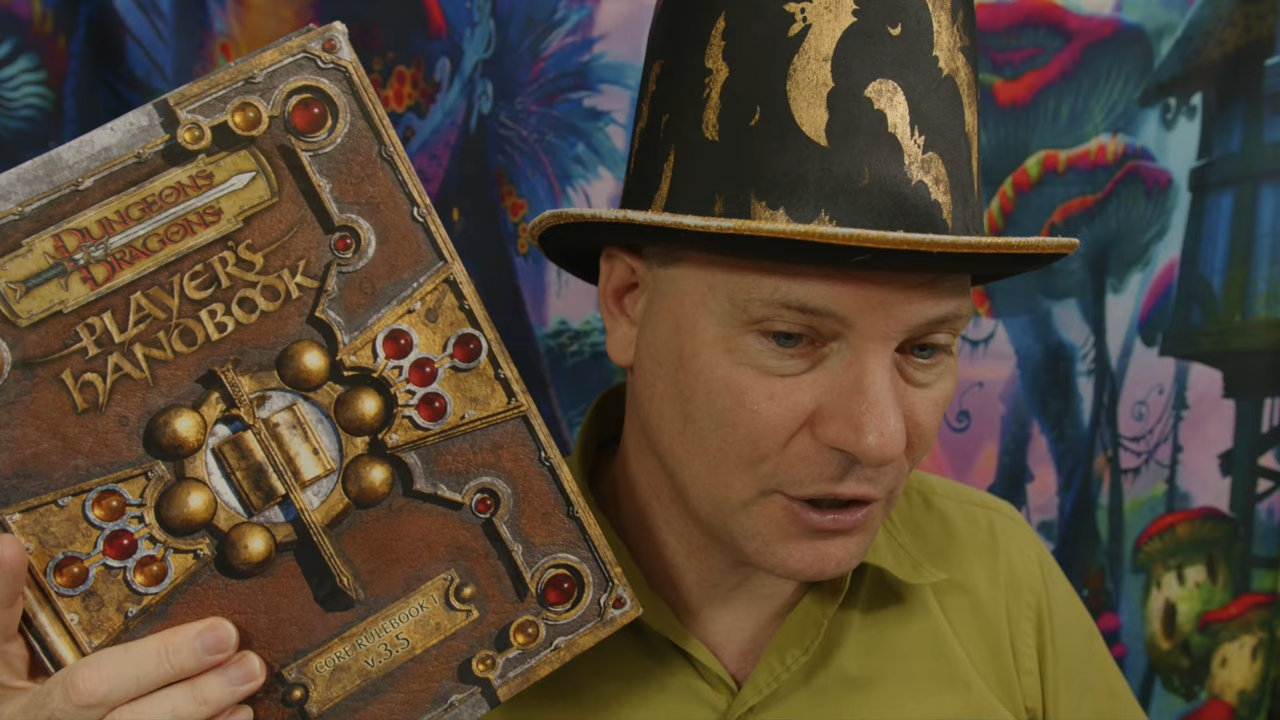 DUNGEONS
DRAGONS
PLAYER'S
HANDBOOK
CORE RULEBOOK I
v.3.5